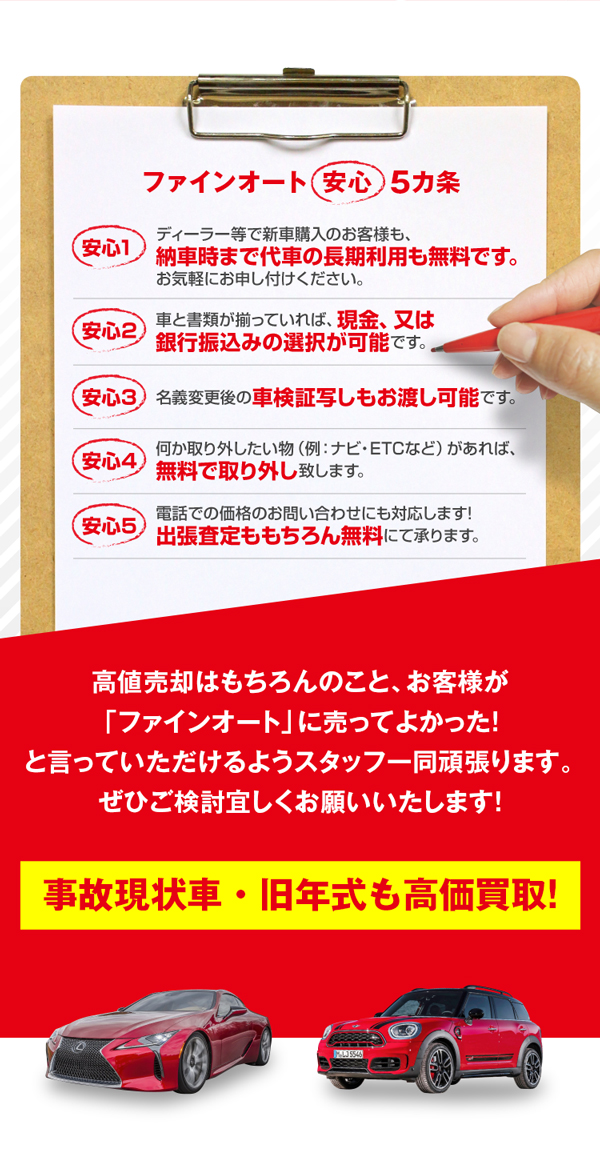 ファインオート 安心 5カ条
安心1
ディーラー等で新車購入のお客様も、
納車時まで代車の長期利用も無料です。
お気軽にお申し付けください。
安心2
車と書類が揃っていれば、現金、又は
銀行振込みの選択が可能です。
安心3
名義変更後の車検証写しもお渡し可能です。
安心4
何か取り外したい物（例：ナビ・ETCなど）があれば、
無料で取り外し致します。
安心5
電話での価格のお問い合わせにも対応します!
出張査定ももちろん無料にて承ります。
高値売却はもちろんのこと、お客様が
「ファインオート」に売ってよかった!
と言っていただけるようスタッフ一同頑張ります。
ぜひご検討宜しくお願いいたします!
事故現状車・旧年式も高価買取!
M:LJ 5546